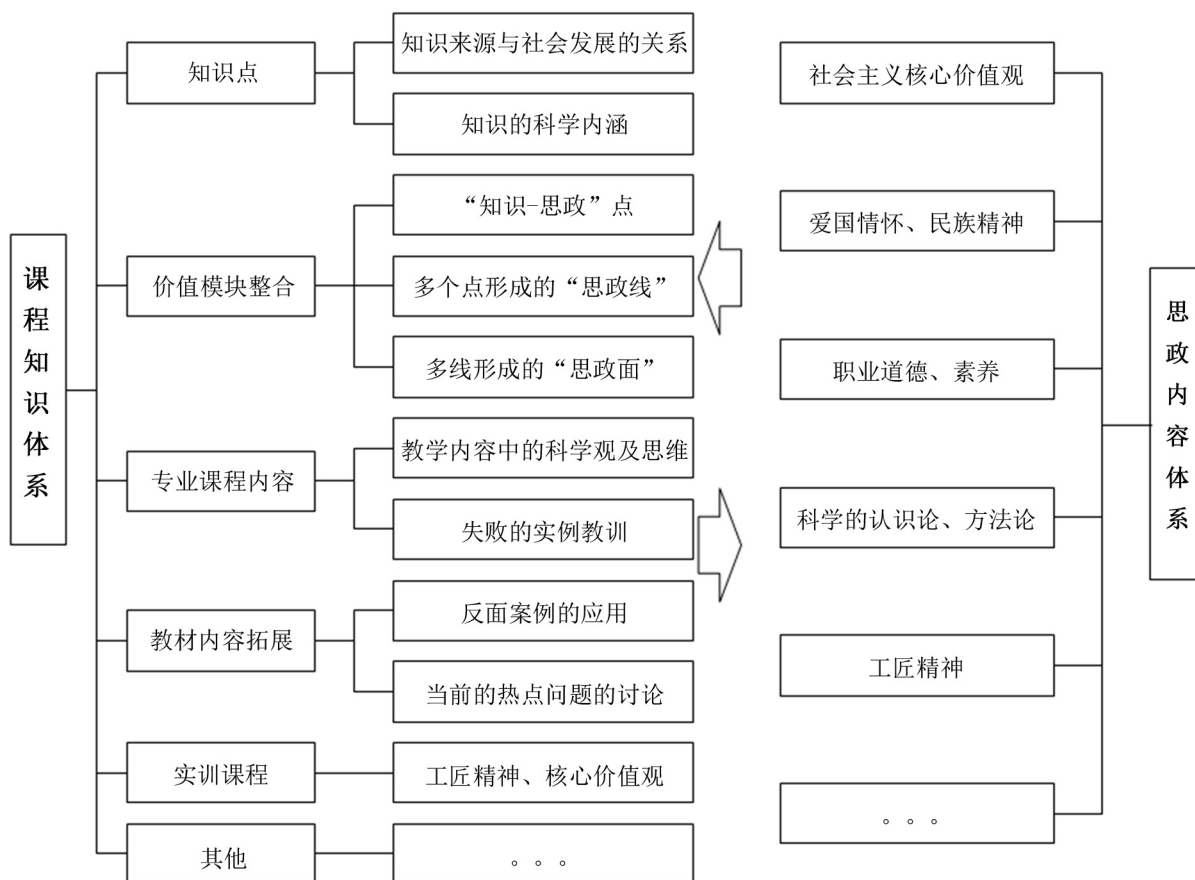 课程知识体系
知识点
知识来源与社会发展的关系
知识的科学内涵
价值模块整合
“知识-思政”点
多个点形成的“思政线”
多线形成的“思政面”
专业课程内容
教学内容中的科学观及思维
失败的实例教训
教材内容拓展
反面案例的应用
当前的热点问题的讨论
实训课程
工匠精神、核心价值观
其他
。。。
社会主义核心价值观
爱国情怀、民族精神
职业道德、素养
科学的认识论、方法论
工匠精神
。。。
思政内容体系